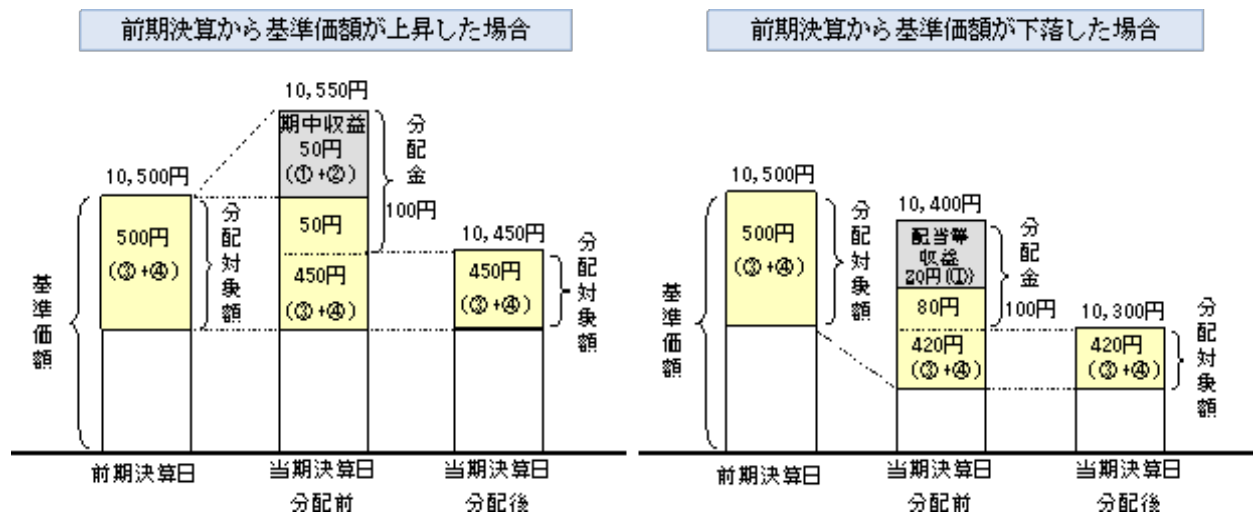 前期決算から基準価額が上昇した場合
10,550円
期中収益
50円
(①+②)
分配金
100円
10,500円
500円
(③+④)
分配対象額
50円
450円
(③+④)
10,450円
450円
(③+④)
分配対象額
基準価額
前期決算日
当期決算日
分配前
当期決算日
分配後
前期決算から基準価額が下落した場合
10,500円
500円
(③+④)
分配対象額
10,400円
配当等
収益
20円(①)
分配金
100円
80円
420円
(③+④)
10,300円
420円
(③+④)
分配対象額
基準価額
前期決算日
当期決算日
分配前
当期決算日
分配後